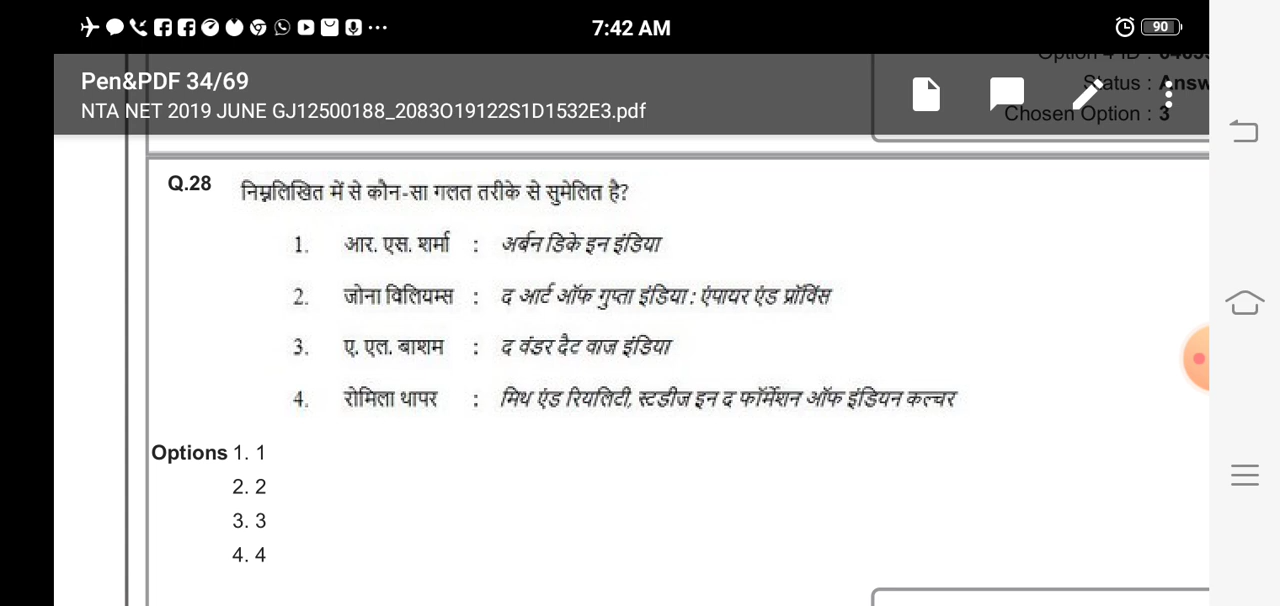 7:42 AM
90
Pen&PDF 34/69
NTA NET 2019 JUNE GJ12500188_2083O19122S1D1532E3.pdf
Status : Answ
Chosen Option : 3
Q.28 निम्नलिखित में से कौन-सा गलत तरीके से सुमेलित है?
1. आर. एस. शर्मा : अर्बन डिके इन इंडिया
2. जोना विलियम्स : द आर्ट ऑफ गुप्ता इंडिया : एंपायर एंड प्रॉविंस
3. ए. एल. बाशम : द वंडर दैट वाज इंडिया
4. रोमिला थापर : मिथ एंड रियलिटी, स्टडीज इन द फॉर्मेशन ऑफ इंडियन कल्चर
Options 1. 1
2. 2
3. 3
4. 4